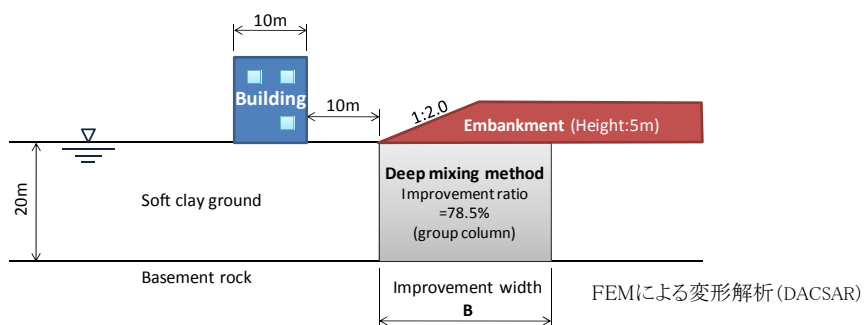 10m
Building
10m
1:2.0
Embankment (Height:5m)
20m
Soft clay ground
Deep mixing method
Improvement ratio
=78.5%
(group column)
Basement rock
Improvement width
B
FEMによる変形解析(DACSAR)